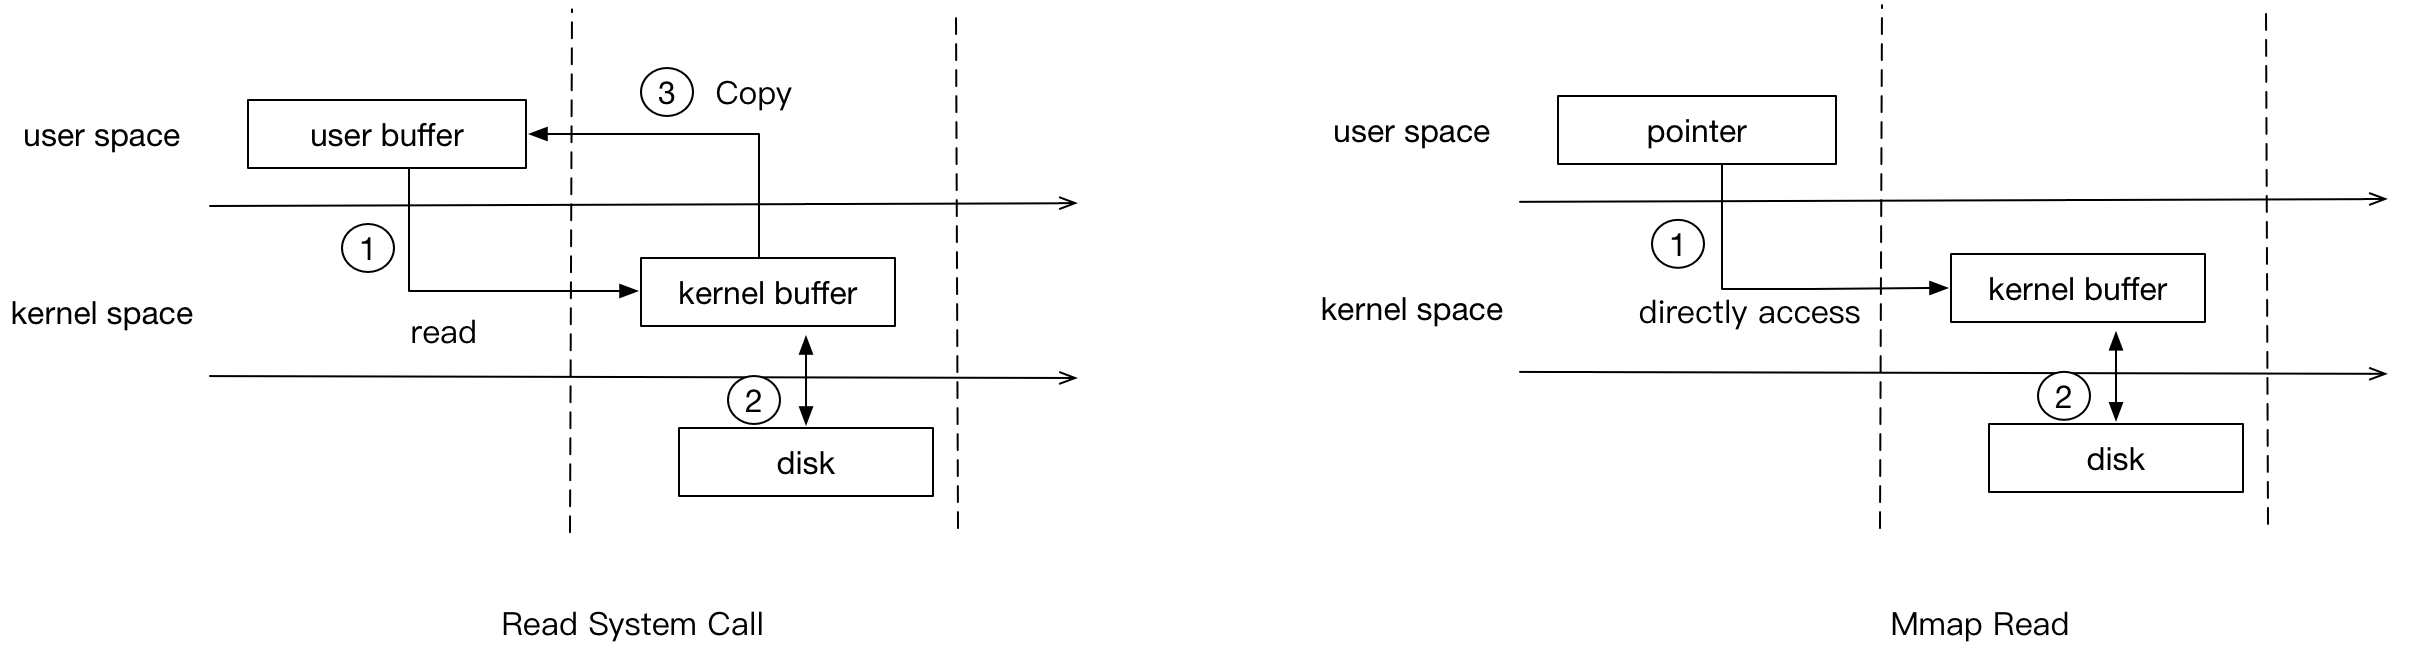 3 Copy
user space
user buffer
1
kernel buffer
kernel space
read
2
disk
Read System Call
user space
pointer
1
kernel buffer
kernel space
directly access
2
disk
Mmap Read